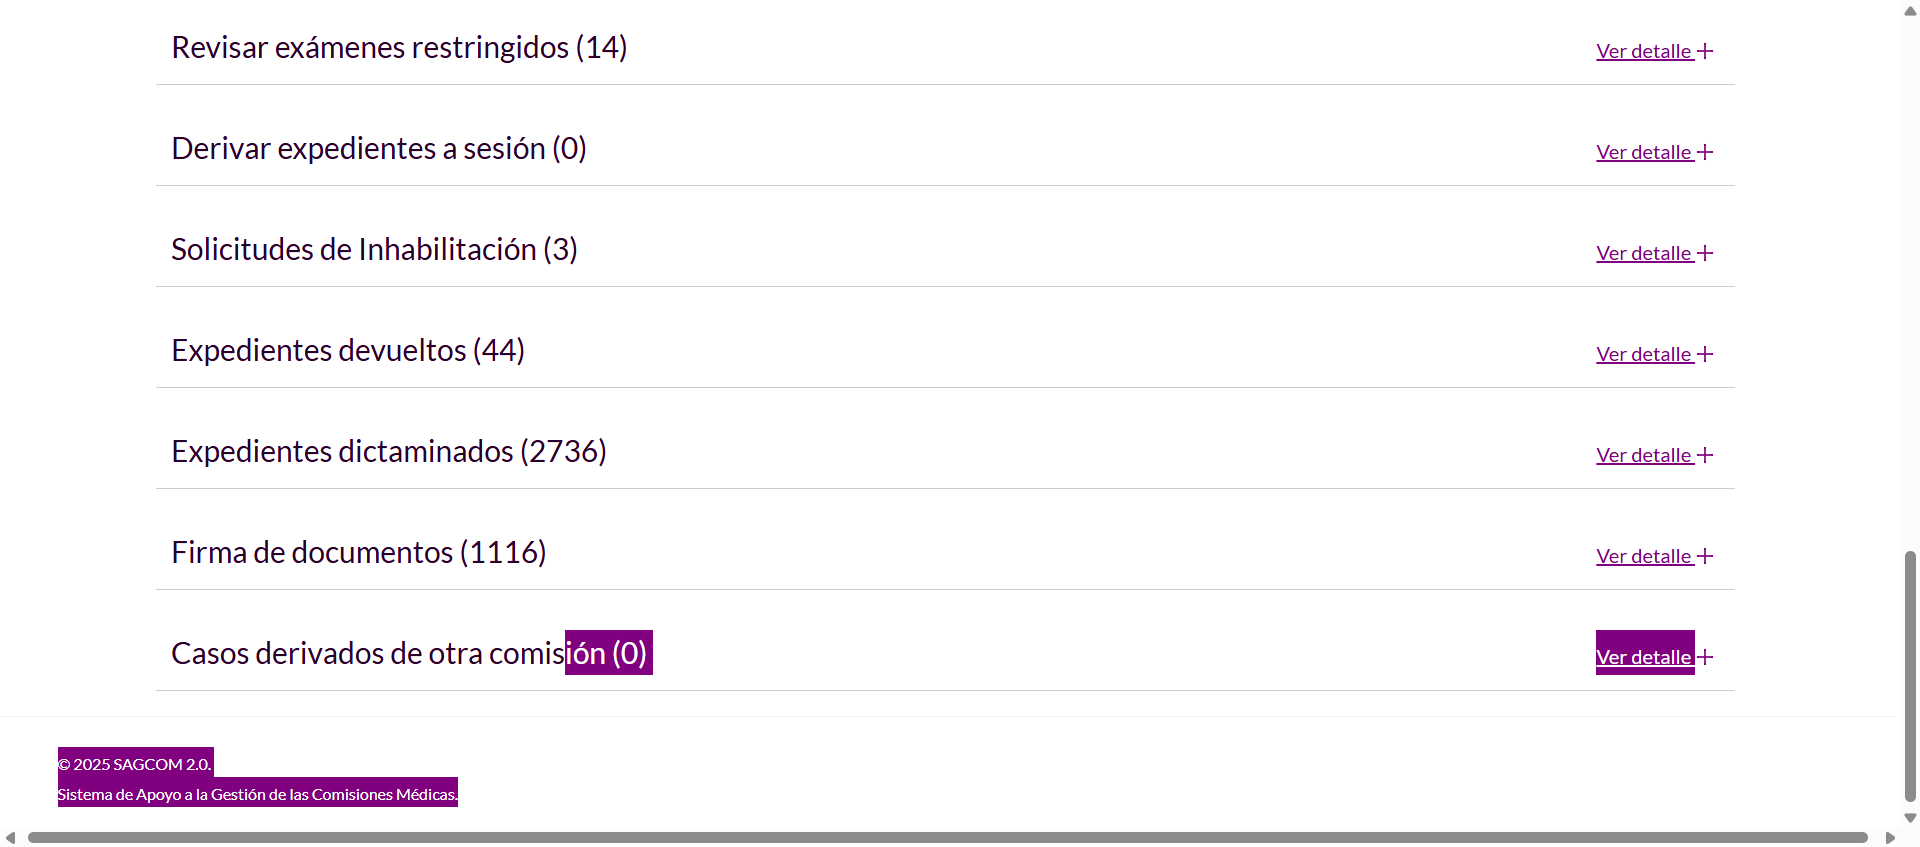 Revisar exámenes restringidos (14) Ver detalle
Derivar expedientes a sesión (0) Ver detalle
Solicitudes de Inhabilitación (3) Ver detalle
Expedientes devueltos (44) Ver detalle
Expedientes dictaminados (2736) Ver detalle
Firma de documentos (1116) Ver detalle
Casos derivados de otra comisión (0) Ver detalle
© 2025 SAGCOM 2.0.
Sistema de Apoyo a la Gestión de las Comisiones Médicas.